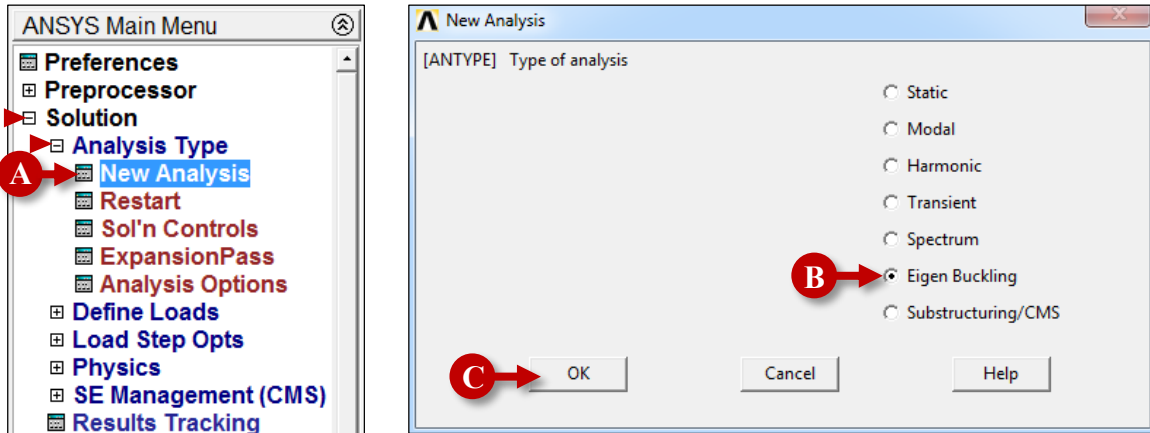 ANSYS Main Menu
Preferences
Preprocessor
Solution
Analysis Type
A
New Analysis
Restart
Sol'n Controls
ExpansionPass
Analysis Options
Define Loads
Load Step Opts
Physics
SE Management (CMS)
Results Tracking
New Analysis
[ANTYPE] Type of analysis
Static
Modal
Harmonic
Transient
Spectrum
B
Eigen Buckling
Substructuring/CMS
C
OK
Cancel
Help